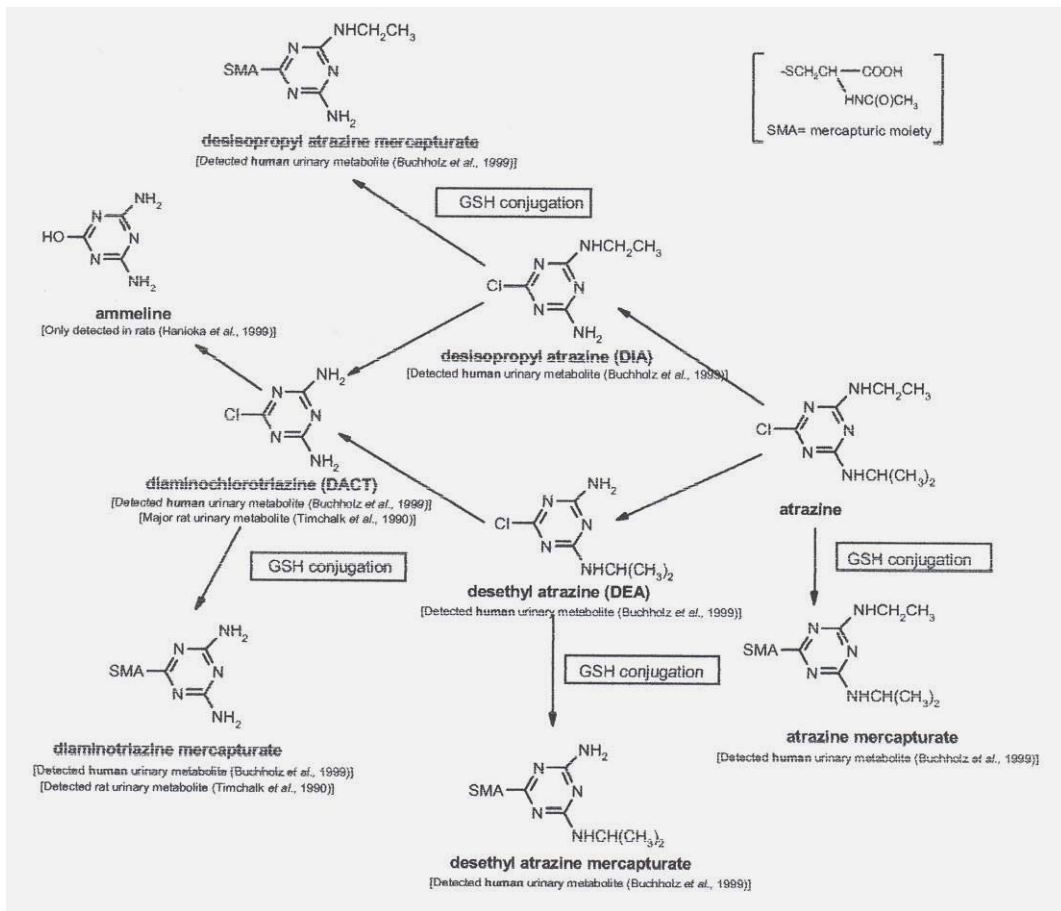 NHCH2CH3
N
SMA
N
N
N
NH2
desisopropyl atrazine mercapturate
[Detected human urinary metabolite (Buchholz et al., 1999)]
-SCH2CH
COOH
HNC(O)CH3
SMA= mercapturic moiety
GSH conjugation
NH2
N
HO
N
N
NH2
ammeline
[Only detected in rats (Hanioka et al., 1999)]
NHCH2CH3
N
Cl
N
N
NH2
desisopropyl atrazine (DIA)
[Detected human urinary metabolite (Buchholz et al., 1999)]
NH2
N
Cl
N
N
NH2
diaminochlorotriazine (DACT)
[Detected human urinary metabolite (Buchholz et al., 1999)]
[Major rat urinary metabolite (Timchalk et al., 1990)]
NHCH2CH3
N
Cl
N
N
NHCH(CH3)2
atrazine
NH2
N
Cl
N
N
NHCH(CH3)2
desethyl atrazine (DEA)
[Detected human urinary metabolite (Buchholz et al., 1999)]
GSH conjugation
GSH conjugation
GSH conjugation
NH2
N
SMA
N
N
NH2
diaminotriazine mercapturate
[Detected human urinary metabolite (Buchholz et al., 1999)]
[Detected rat urinary metabolite (Timchalk et al., 1990)]
NHCH2CH3
N
SMA
N
N
NHCH(CH3)2
atrazine mercapturate
[Detected human urinary metabolite (Buchholz et al., 1999)]
NH2
N
SMA
N
N
NHCH(CH3)2
desethyl atrazine mercapturate
[Detected human urinary metabolite (Buchholz et al., 1999)]